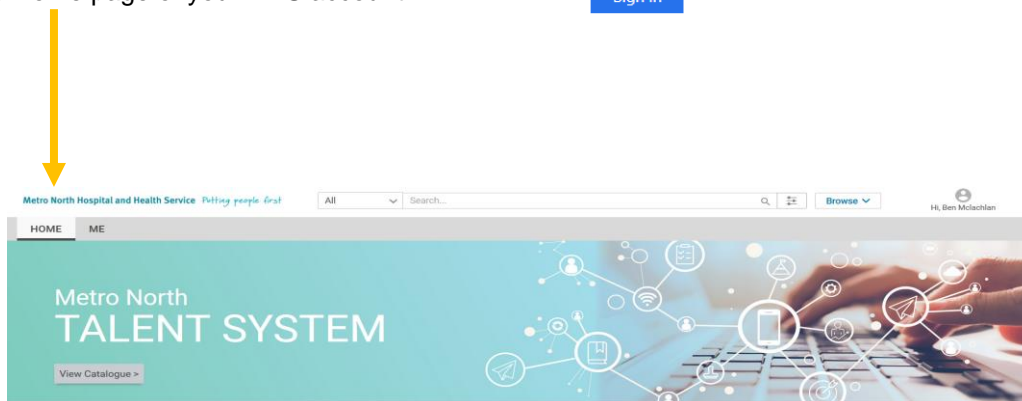 Sign in
Metro North Hospital and Health Service Putting people first
All
Search...
Browse
Hi, Ben Mclachlan
HOME ME
Metro North
TALENT SYSTEM
View Catalogue >